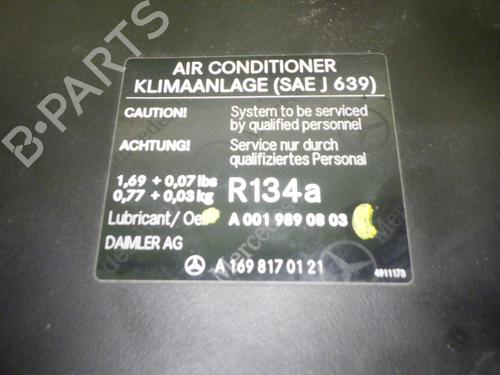 B-PARTS
AIR CONDITIONER
KLIMAANLAGE (SAE J 639)
CAUTION! System to be serviced
by qualified personnel
ACHTUNG! Service nur durch
qualifiziertes Personal
1,69 + 0,07 lbs
0,77 + 0,03 kg R134a
Lubricant/ Oel A 001 989 08 03
DAIMLER AG
A 169 817 01 21
4911173